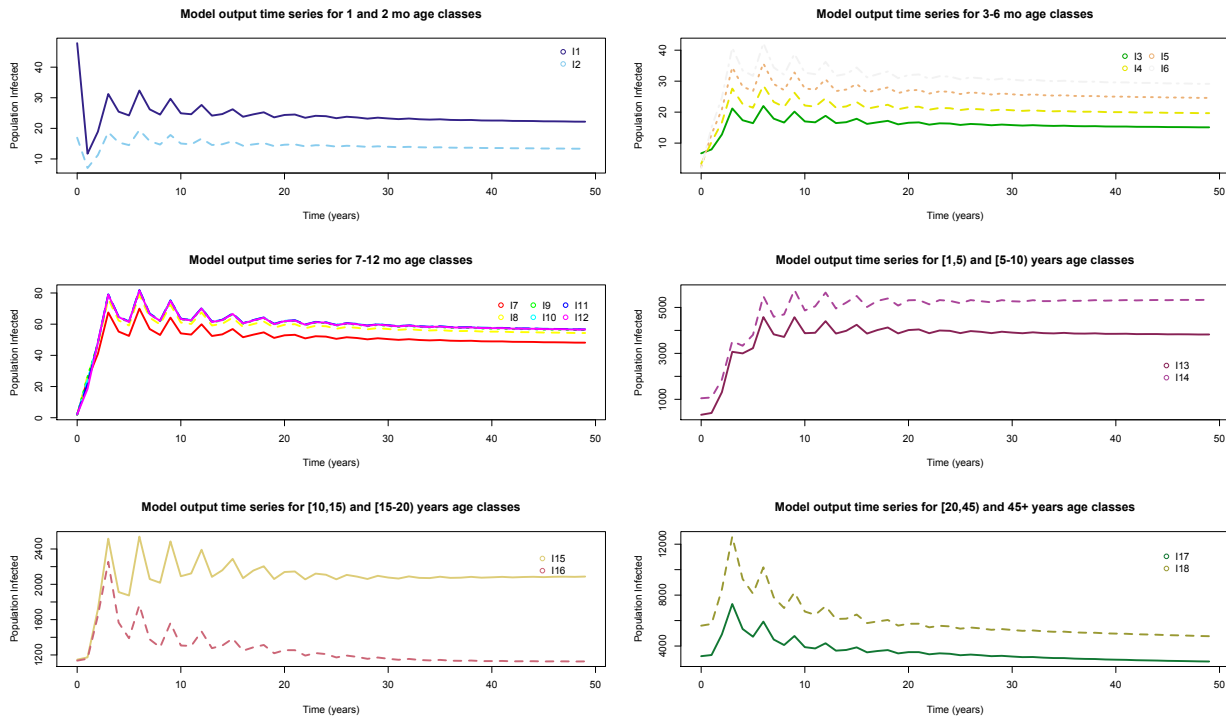 Model output time series for 1 and 2 mo age classes
Population Infected
40
30
20
10
I1
I2
0 10 20 30 40 50
Time (years)
Model output time series for 3-6 mo age classes
Population Infected
40
30
20
10
I3 I5
I4 I6
0 10 20 30 40 50
Time (years)
Model output time series for 7-12 mo age classes
Population Infected
80
60
40
20
0
I7 I9 I11
I8 I10 I12
0 10 20 30 40 50
Time (years)
Model output time series for [1,5) and [5-10) years age classes
Population Infected
5000
3000
1000
I13
I14
0 10 20 30 40 50
Time (years)
Model output time series for [10,15) and [15-20) years age classes
Population Infected
2400
2000
1600
1200
I15
I16
0 10 20 30 40 50
Time (years)
Model output time series for [20,45) and 45+ years age classes
Population Infected
12000
8000
4000
I17
I18
0 10 20 30 40 50
Time (years)